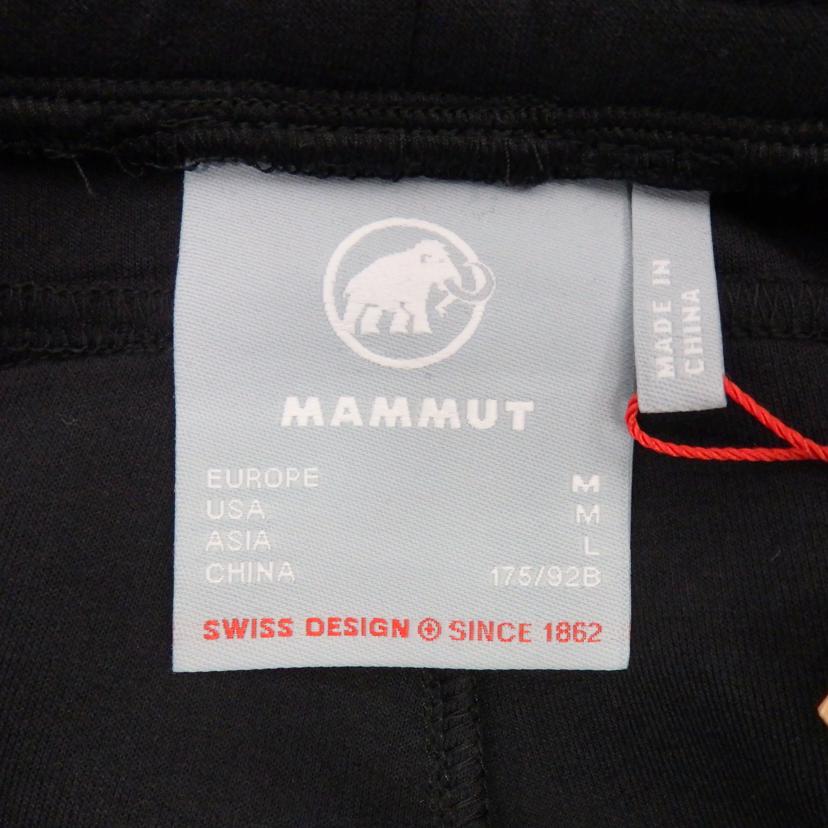 MAMMUT
EUROPE M
USA M
ASIA L
CHINA 175/92B
SWISS DESIGN SINCE 1862
MADE IN
CHINA